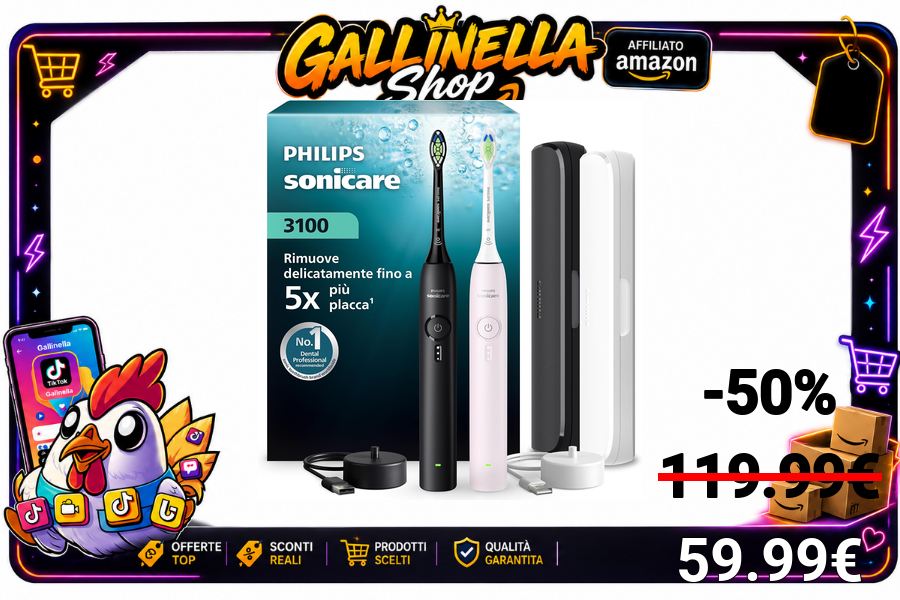 GALLINELLA
Shop
AFFILIATO
amazon
PHILIPS
sonicare
3100
Rimuove
delicatamente fino a
5x più
placca¹
No.1
Dental
Professional
recommended
PHILIPS
sonicare
PHILIPS
sonicare
Gallinella
TikTok
Gallinella
-50%
119.99€
59.99€
OFFERTE
TOP
SCONTI
REALI
PRODOTTI
SCELTI
QUALITÀ
GARANTITA